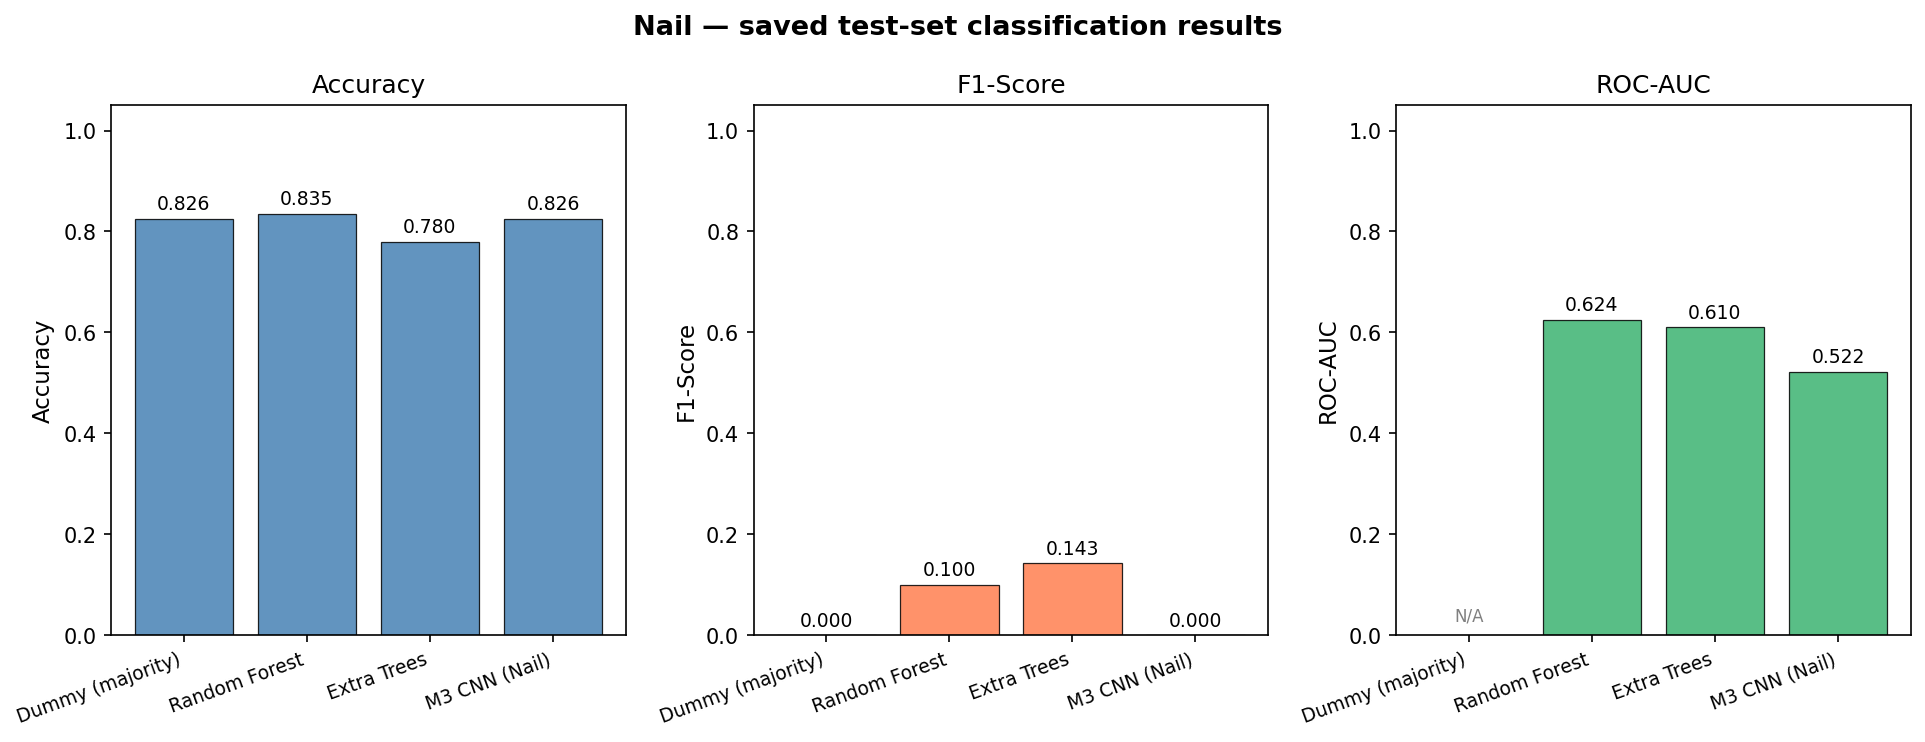 Nail — saved test-set classification results
Accuracy
Accuracy
1.0
0.8
0.6
0.4
0.2
0.0
0.826
0.835
0.780
0.826
Dummy (majority)
Random Forest
Extra Trees
M3 CNN (Nail)
F1-Score
F1-Score
1.0
0.8
0.6
0.4
0.2
0.0
0.000
0.100
0.143
0.000
Dummy (majority)
Random Forest
Extra Trees
M3 CNN (Nail)
ROC-AUC
ROC-AUC
1.0
0.8
0.6
0.4
0.2
0.0
N/A
0.624
0.610
0.522
Dummy (majority)
Random Forest
Extra Trees
M3 CNN (Nail)